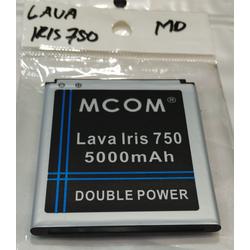 LAVA
IRIS 750
MD
MCOM®
Lava Iris 750
5000mAh
DOUBLE POWER